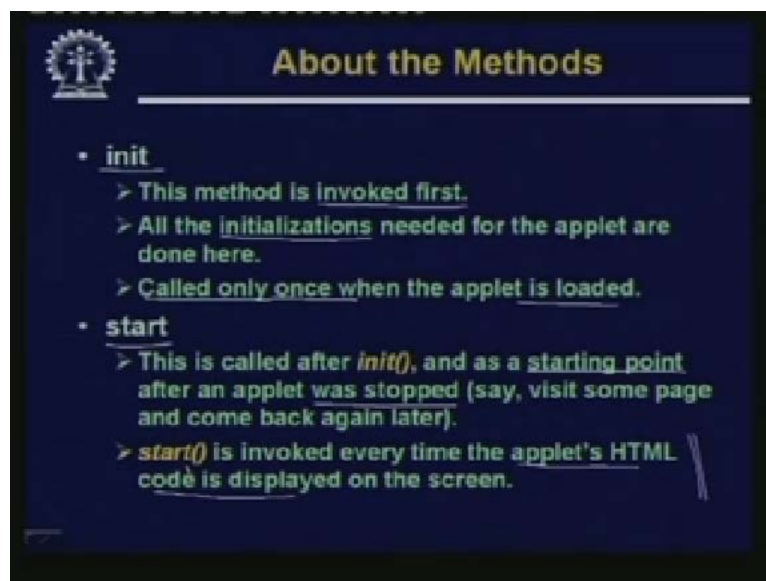 About the Methods
• init
➢ This method is invoked first.
➢ All the initializations needed for the applet are
done here.
➢ Called only once when the applet is loaded.
• start
➢ This is called after init(), and as a starting point
after an applet was stopped (say, visit some page
and come back again later).
➢ start() is invoked every time the applet's HTML
code is displayed on the screen.